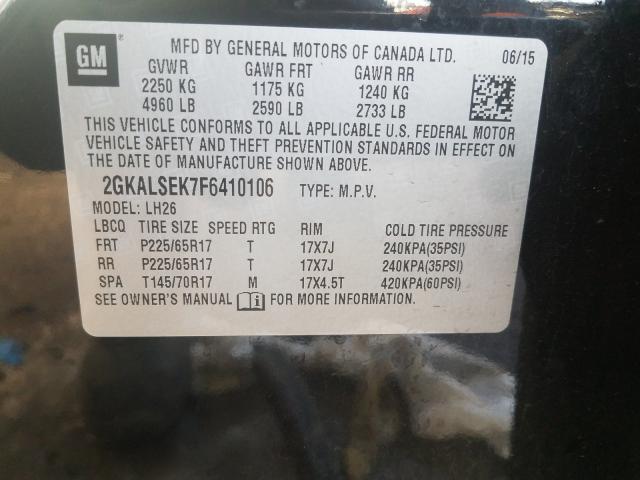 GM
MFD BY GENERAL MOTORS OF CANADA LTD. 06/15
GVWR GAWR FRT GAWR RR
2250 KG 1175 KG 1240 KG
4960 LB 2590 LB 2733 LB
THIS VEHICLE CONFORMS TO ALL APPLICABLE U.S. FEDERAL MOTOR
VEHICLE SAFETY AND THEFT PREVENTION STANDARDS IN EFFECT ON
THE DATE OF MANUFACTURE SHOWN ABOVE.
2GKALSEK7F6410106 TYPE: M.P.V.
MODEL: LH26
LBCQ TIRE SIZE SPEED RTG RIM COLD TIRE PRESSURE
FRT P225/65R17 T 17X7J 240KPA(35PSI)
RR P225/65R17 T 17X7J 240KPA(35PSI)
SPA T145/70R17 M 17X4.5T 420KPA(60PSI)
SEE OWNER'S MANUAL FOR MORE INFORMATION.